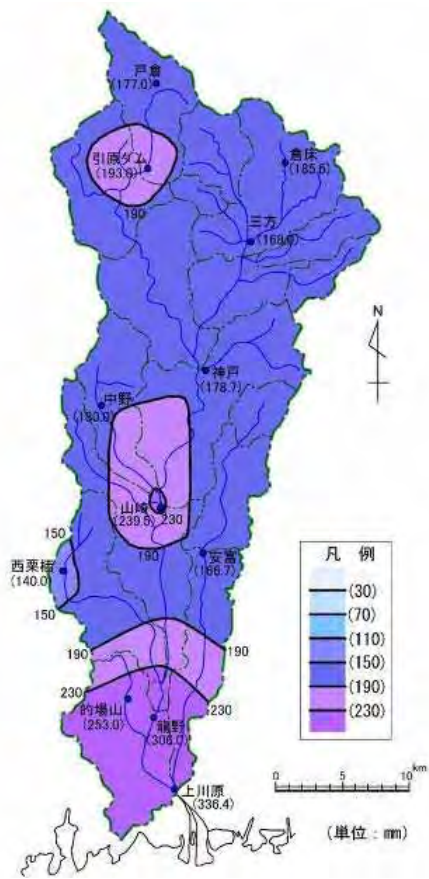 戸倉
(177.0)
引原ダム
(193.0)
190
倉床
(185.5)
三方
(168.0)
N
神戸
(178.7)
中野
(180.0)
山崎
(239.5)
230
190
150
西栗栖
(140.0)
150
安富
(166.7)
凡 例
(30)
(70)
(110)
(150)
(190)
(230)
190
190
230
230
的場山
(253.0)
龍野
(306.0)
上川原
(336.4)
0 5 10 km
(単位:mm)